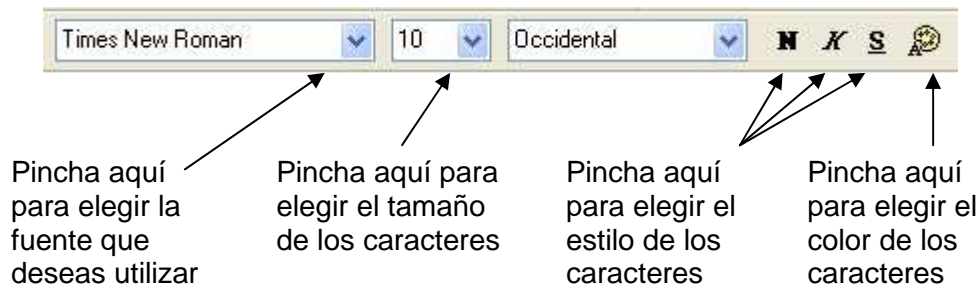 Times New Roman 10 Occidental N K S A
Pincha aquí para elegir la fuente que deseas utilizar
Pincha aquí para elegir el tamaño de los caracteres
Pincha aquí para elegir el estilo de los caracteres
Pincha aquí para elegir el color de los caracteres